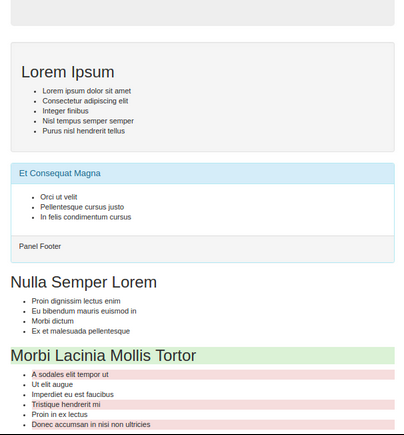 Lorem Ipsum
Lorem ipsum dolor sit amet
Consectetur adipiscing elit
Integer finibus
Nisl tempus semper semper
Purus nisl hendrerit tellus
Et Consequat Magna
Orci ut velit
Pellentesque cursus justo
In felis condimentum cursus
Panel Footer
Nulla Semper Lorem
Proin dignissim lectus enim
Eu bibendum mauris euismod in
Morbi dictum
Ex et malesuada pellentesque
Morbi Lacinia Mollis Tortor
A sodales elit tempor ut
Ut elit augue
Imperdiet eu est faucibus
Tristique hendrerit mi
Proin in ex lectus
Donec accumsan in nisi non ultricies